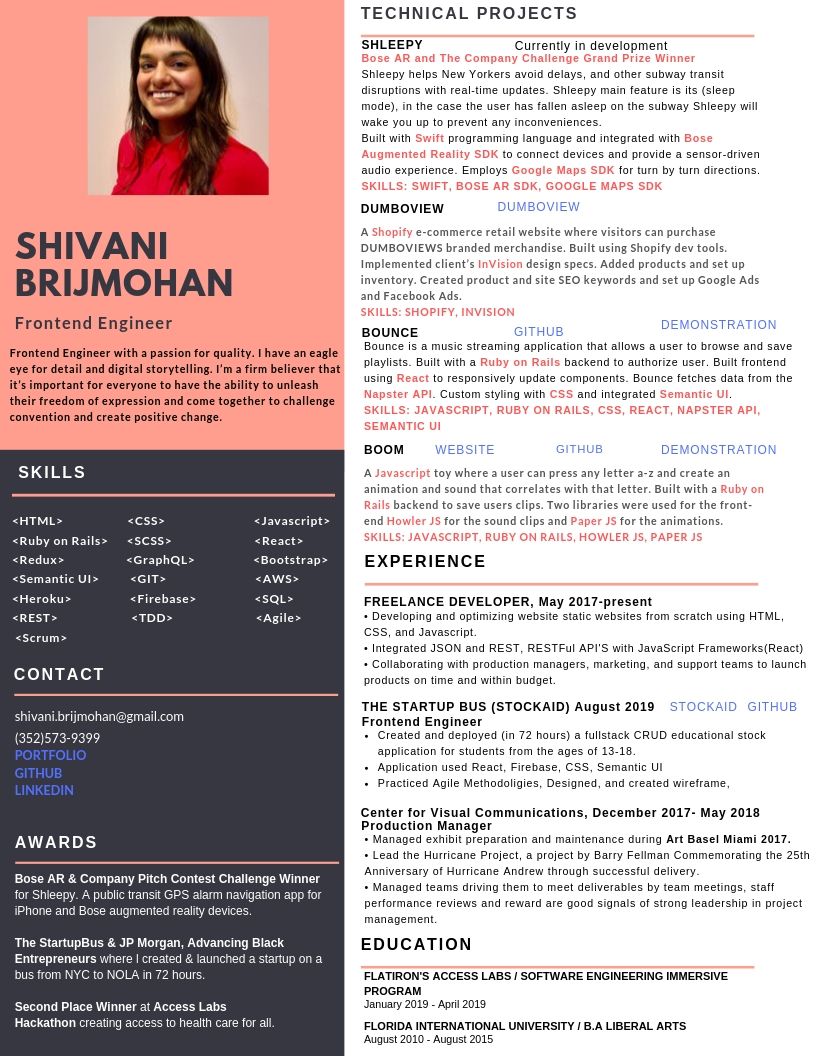 SHIVANI
BRIJMOHAN
Frontend Engineer
Frontend Engineer with a passion for quality. I have an eagle
eye for detail and digital storytelling. I'm a firm believer that
it's important for everyone to have the ability to unleash
their freedom of expression and come together to challenge
convention and create positive change.
SKILLS
<HTML> <CSS> <Javascript>
<Ruby on Rails> <SCSS> <React>
<Redux> <GraphQL> <Bootstrap>
<Semantic UI> <GIT> <AWS>
<Heroku> <Firebase> <SQL>
<REST> <TDD> <Agile>
<Scrum>
CONTACT
shivani.brijmohan@gmail.com
(352)573-9399
PORTFOLIO
GITHUB
LINKEDIN
AWARDS
Bose AR & Company Pitch Contest Challenge Winner
for Shleepy. A public transit GPS alarm navigation app for
iPhone and Bose augmented reality devices.
The StartupBus & JP Morgan, Advancing Black
Entrepreneurs where I created & launched a startup on a
bus from NYC to NOLA in 72 hours.
Second Place Winner at Access Labs
Hackathon creating access to health care for all.
TECHNICAL PROJECTS
SHLEEPY Currently in development
Bose AR and The Company Challenge Grand Prize Winner
Shleepy helps New Yorkers avoid delays, and other subway transit
disruptions with real-time updates. Shleepy main feature is its (sleep
mode), in the case the user has fallen asleep on the subway Shleepy will
wake you up to prevent any inconveniences.
Built with Swift programming language and integrated with Bose
Augmented Reality SDK to connect devices and provide a sensor-driven
audio experience. Employs Google Maps SDK for turn by turn directions.
SKILLS: SWIFT, BOSE AR SDK, GOOGLE MAPS SDK
DUMBOVIEW DUMBOVIEW
A Shopify e-commerce retail website where visitors can purchase
DUMBOVIEWS branded merchandise. Built using Shopify dev tools.
Implemented client's InVision design specs. Added products and set up
inventory. Created product and site SEO keywords and set up Google Ads
and Facebook Ads.
SKILLS: SHOPIFY, INVISION
BOUNCE GITHUB DEMONSTRATION
Bounce is a music streaming application that allows a user to browse and save
playlists. Built with a Ruby on Rails backend to authorize user. Built frontend
using React to responsively update components. Bounce fetches data from the
Napster API. Custom styling with CSS and integrated Semantic UI.
SKILLS: JAVASCRIPT, RUBY ON RAILS, CSS, REACT, NAPSTER API,
SEMANTIC UI
BOOM WEBSITE GITHUB DEMONSTRATION
A Javascript toy where a user can press any letter a-z and create an
animation and sound that correlates with that letter. Built with a Ruby on
Rails backend to save users clips. Two libraries were used for the front-
end Howler JS for the sound clips and Paper JS for the animations.
SKILLS: JAVASCRIPT, RUBY ON RAILS, HOWLER JS, PAPER JS
EXPERIENCE
FREELANCE DEVELOPER, May 2017-present
• Developing and optimizing website static websites from scratch using HTML,
CSS, and Javascript.
• Integrated JSON and REST, RESTFul API'S with JavaScript Frameworks(React)
• Collaborating with production managers, marketing, and support teams to launch
products on time and within budget.
THE STARTUP BUS (STOCKAID) August 2019 STOCKAID GITHUB
Frontend Engineer
• Created and deployed (in 72 hours) a fullstack CRUD educational stock
application for students from the ages of 13-18.
• Application used React, Firebase, CSS, Semantic UI
• Practiced Agile Methodoligies, Designed, and created wireframe,
Center for Visual Communications, December 2017- May 2018
Production Manager
• Managed exhibit preparation and maintenance during Art Basel Miami 2017.
• Lead the Hurricane Project, a project by Barry Fellman Commemorating the 25th
Anniversary of Hurricane Andrew through successful delivery.
• Managed teams driving them to meet deliverables by team meetings, staff
performance reviews and reward are good signals of strong leadership in project
management.
EDUCATION
FLATIRON'S ACCESS LABS / SOFTWARE ENGINEERING IMMERSIVE
PROGRAM
January 2019 - April 2019
FLORIDA INTERNATIONAL UNIVERSITY / B.A LIBERAL ARTS
August 2010 - August 2015